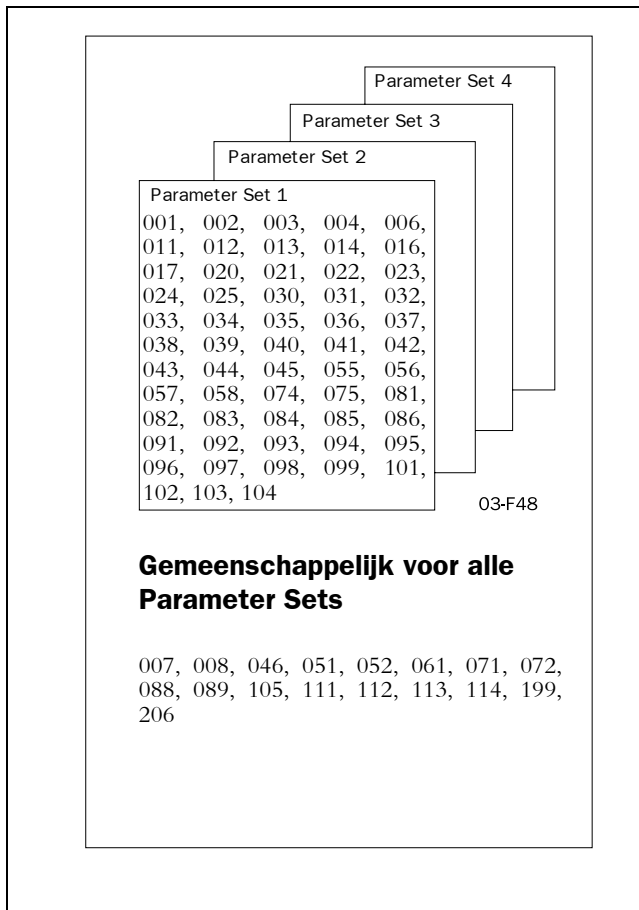 Parameter Set 4
Parameter Set 3
Parameter Set 2
Parameter Set 1
001, 002, 003, 004, 006,
011, 012, 013, 014, 016,
017, 020, 021, 022, 023,
024, 025, 030, 031, 032,
033, 034, 035, 036, 037,
038, 039, 040, 041, 042,
043, 044, 045, 055, 056,
057, 058, 074, 075, 081,
082, 083, 084, 085, 086,
091, 092, 093, 094, 095,
096, 097, 098, 099, 101,
102, 103, 104
03-F48
Gemeenschappelijk voor alle
Parameter Sets
007, 008, 046, 051, 052, 061, 071, 072,
088, 089, 105, 111, 112, 113, 114, 199,
206